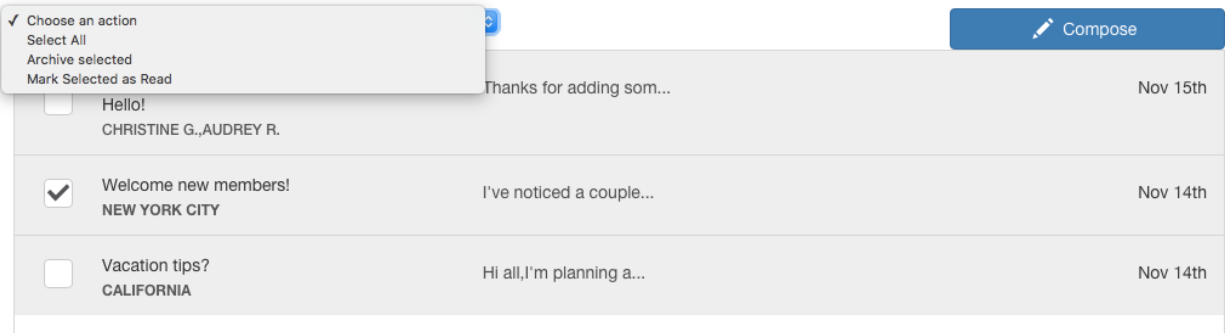 Choose an action
Select All
Archive selected
Mark Selected as Read
Compose
Hello!
CHRISTINE G.,AUDREY R.
Thanks for adding som...
Nov 15th
Welcome new members!
NEW YORK CITY
I've noticed a couple...
Nov 14th
Vacation tips?
CALIFORNIA
Hi all,I'm planning a...
Nov 14th